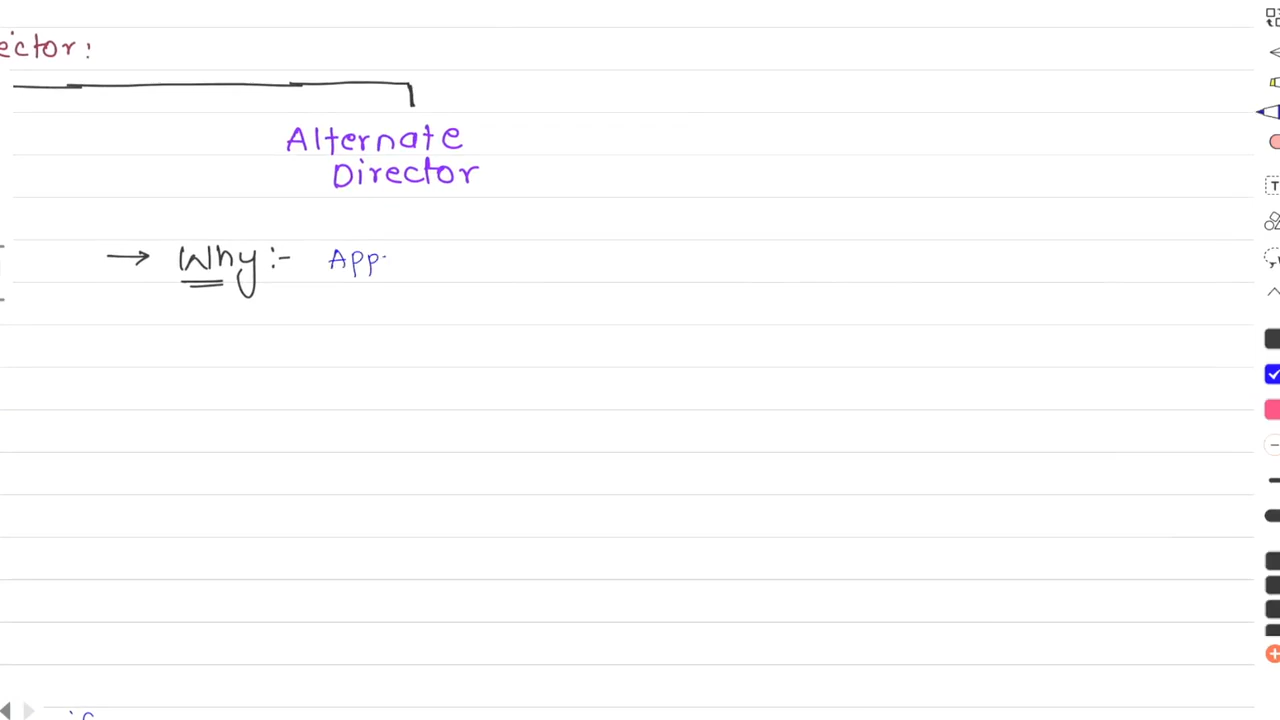 ector:
Alternate
Director
→ Why :- App